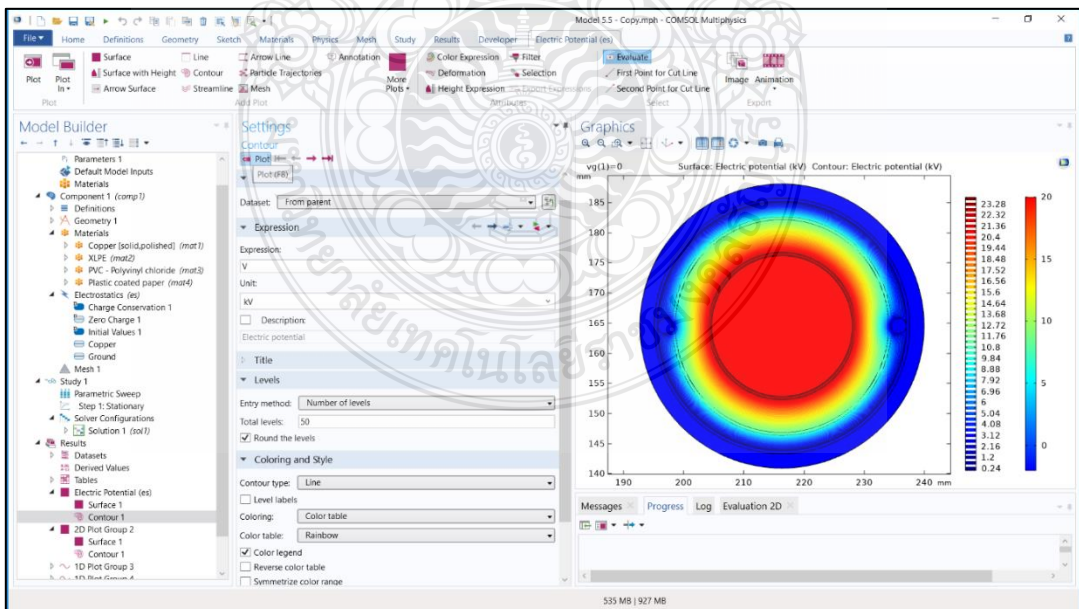 Model 5.5 - Copy.mph - COMSOL Multiphysics
File Home Definitions Geometry Sketch Materials Physics Mesh Study Results Developer Electric Potential (es)
Plot
Plot In
Plot
Surface
Surface with Height
Arrow Surface
Line
Contour
Streamline
Arrow Line
Particle Trajectories
Mesh
Annotation
More Plots
Add Plot
Color Expression
Deformation
Height Expression
Filter
Selection
Export Expressions
Attributes
Evaluate
First Point for Cut Line
Second Point for Cut Line
Select
Image
Animation
Export
Model Builder
Parameters 1
Default Model Inputs
Materials
Component 1 (comp1)
Definitions
Geometry 1
Materials
Copper [solid,polished] (mat1)
XLPE (mat2)
PVC - Polyvinyl chloride (mat3)
Plastic coated paper (mat4)
Electrostatics (es)
Charge Conservation 1
Zero Charge 1
Initial Values 1
Copper
Ground
Mesh 1
Study 1
Parametric Sweep
Step 1: Stationary
Solver Configurations
Solution 1 (sol1)
Results
Datasets
Derived Values
Tables
Electric Potential (es)
Surface 1
Contour 1
2D Plot Group 2
Surface 1
Contour 1
1D Plot Group 3
1D Plot Group 4
Settings
Contour
Plot
Plot (F8)
Dataset: From parent
Expression
Expression:
V
Unit:
kV
Description:
Electric potential
Title
Levels
Entry method: Number of levels
Total levels: 50
Round the levels
Coloring and Style
Contour type: Line
Level labels
Coloring: Color table
Color table: Rainbow
Color legend
Reverse color table
Symmetrize color range
Graphics
vg(1)=0 Surface: Electric potential (kV) Contour: Electric potential (kV)
mm
185
180
175
170
165
160
155
150
145
140
190 200 210 220 230 240 mm
23.28
22.32
21.36
20.4
19.44
18.48
17.52
16.56
15.6
14.64
13.68
12.72
11.76
10.8
9.84
8.88
7.92
6.96
6
5.04
4.08
3.12
2.16
1.2
0.24
20
15
10
5
0
Messages Progress Log Evaluation 2D
535 MB | 927 MB